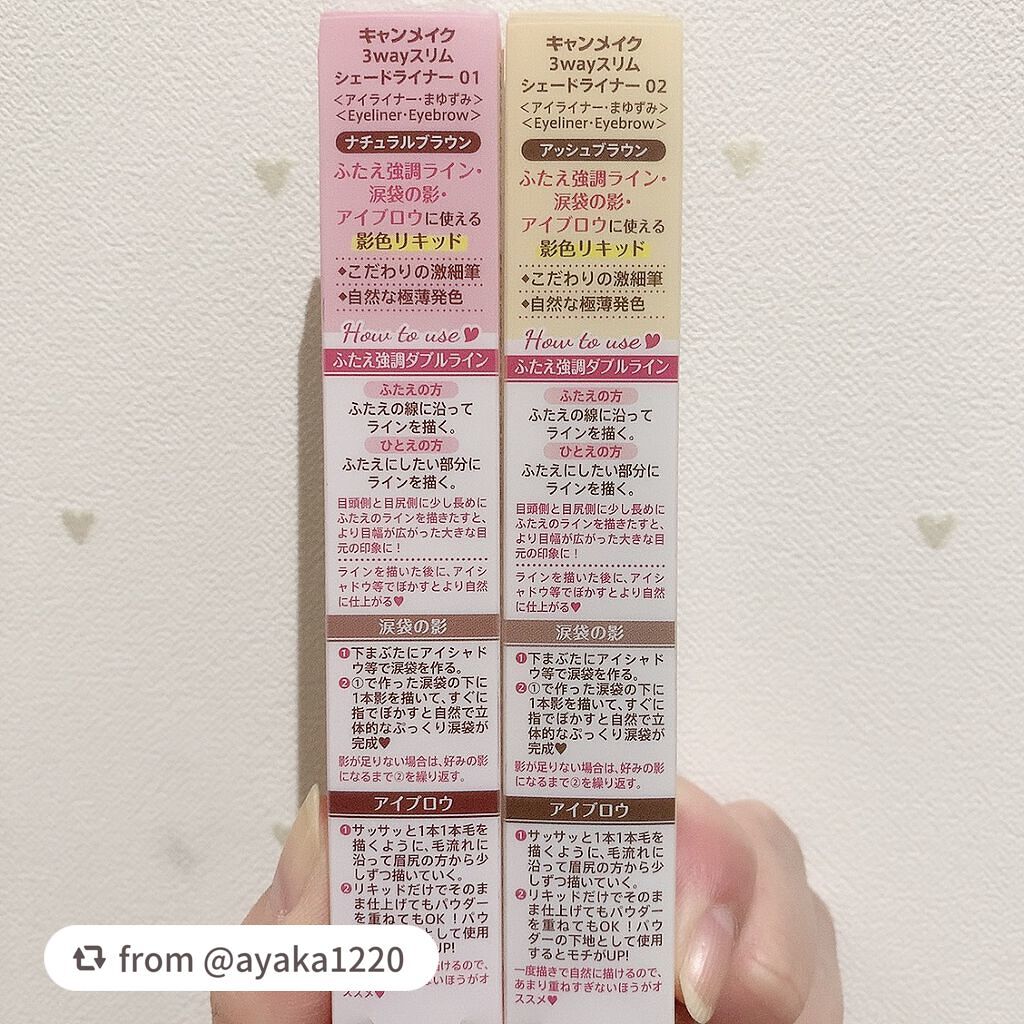 キャンメイク
3wayスリム
シェードライナー 01
<アイライナー・まゆずみ>
<Eyeliner・Eyebrow>
ナチュラルブラウン
ふたえ強調ライン・
涙袋の影・
アイブロウに使える
影色リキッド
◆こだわりの激細筆
◆自然な極薄発色
How to use
ふたえ強調ダブルライン
ふたえの方
ふたえの線に沿って
ラインを描く。
ひとえの方
ふたえにしたい部分に
ラインを描く。
目頭側と目尻側に少し長めに
ふたえのラインを描きたすと、
より目幅が広がった大きな目
元の印象に!
ラインを描いた後に、アイシ
ャドウ等でぼかすとより自然
に仕上がる♥
涙袋の影
❶下まぶたにアイシャド
ウ等で涙袋を作る。
❷①で作った涙袋の下に
1本影を描いて、すぐに
指でぼかすと自然で立
体的なぷっくり涙袋が
完成♥
影が足りない場合は、好みの影
になるまで②を繰り返す。
アイブロウ
❶サッサッと1本1本毛を
描くように、毛流れに
沿って眉尻の方から少
しずつ描いていく。
❷リキッドだけでそのま
ま仕上げてもパウダー
を重ねてもOK!パウ
として使用
UP!
描けるので、
ないほうがオ
ススメ♥
キャンメイク
3wayスリム
シェードライナー 02
<アイライナー・まゆずみ>
<Eyeliner・Eyebrow>
アッシュブラウン
ふたえ強調ライン・
涙袋の影・
アイブロウに使える
影色リキッド
◆こだわりの激細筆
◆自然な極薄発色
How to use
ふたえ強調ダブルライン
ふたえの方
ふたえの線に沿って
ラインを描く。
ひとえの方
ふたえにしたい部分に
ラインを描く。
目頭側と目尻側に少し長めに
ふたえのラインを描きたすと、
より目幅が広がった大きな目
元の印象に!
ラインを描いた後に、アイシ
ャドウ等でぼかすとより自然
に仕上がる♥
涙袋の影
❶下まぶたにアイシャド
ウ等で涙袋を作る。
❷①で作った涙袋の下に
1本影を描いて、すぐに
指でぼかすと自然で立
体的なぷっくり涙袋が
完成♥
影が足りない場合は、好みの影
になるまで②を繰り返す。
アイブロウ
❶サッサッと1本1本毛を
描くように、毛流れに
沿って眉尻の方から少
しずつ描いていく。
❷リキッドだけでそのま
ま仕上げてもパウダー
を重ねてもOK!パウ
ダーの下地として使用
するとモチがUP!
一度描きで自然に描けるので、
あまり重ねすぎないほうがオ
ススメ♥
from @ayaka1220